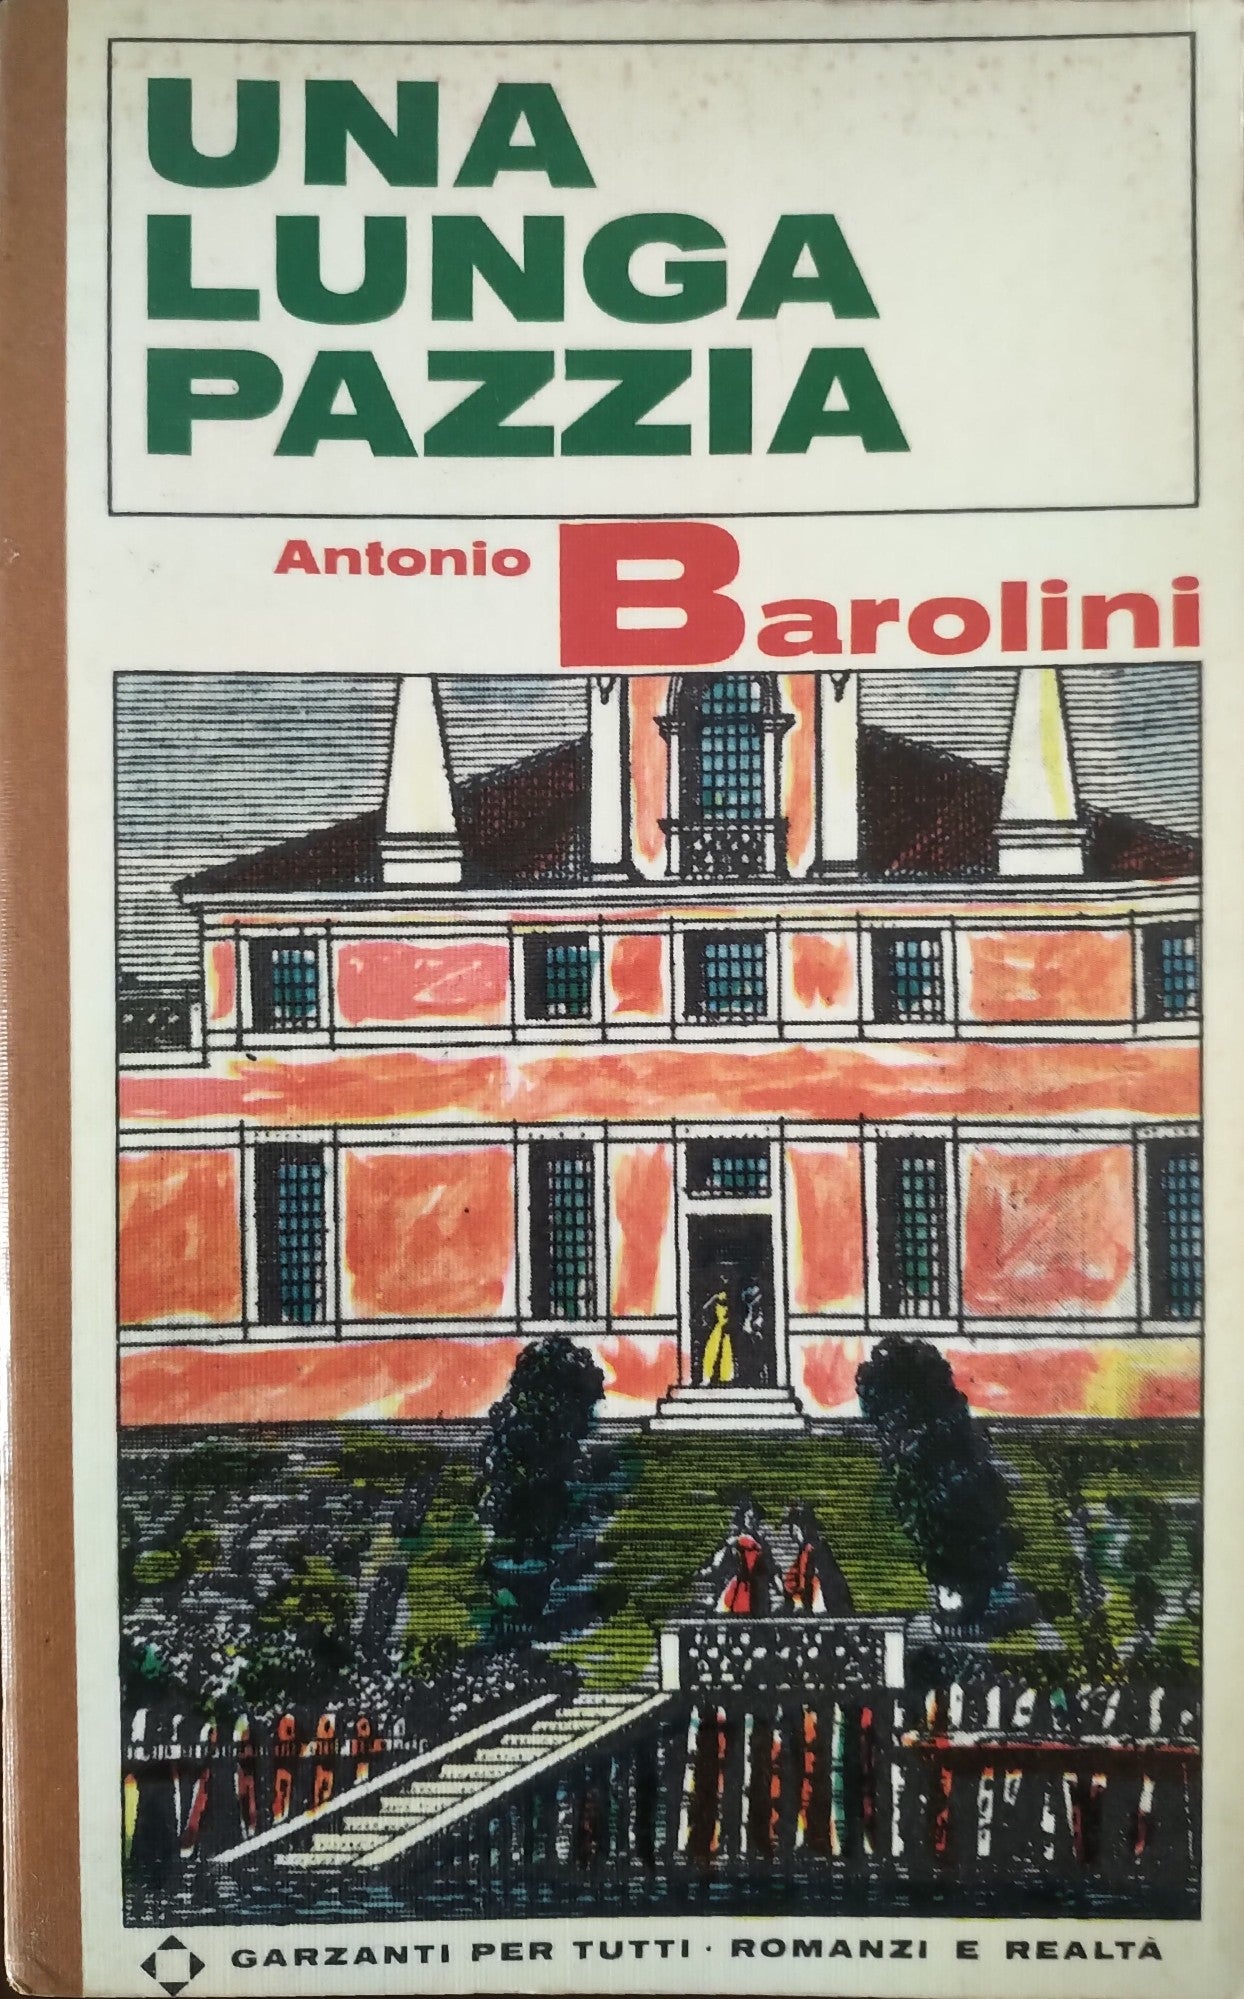 UNA
LUNGA
PAZZIA
Antonio Barolini
GARZANTI PER TUTTI · ROMANZI E REALTÀ